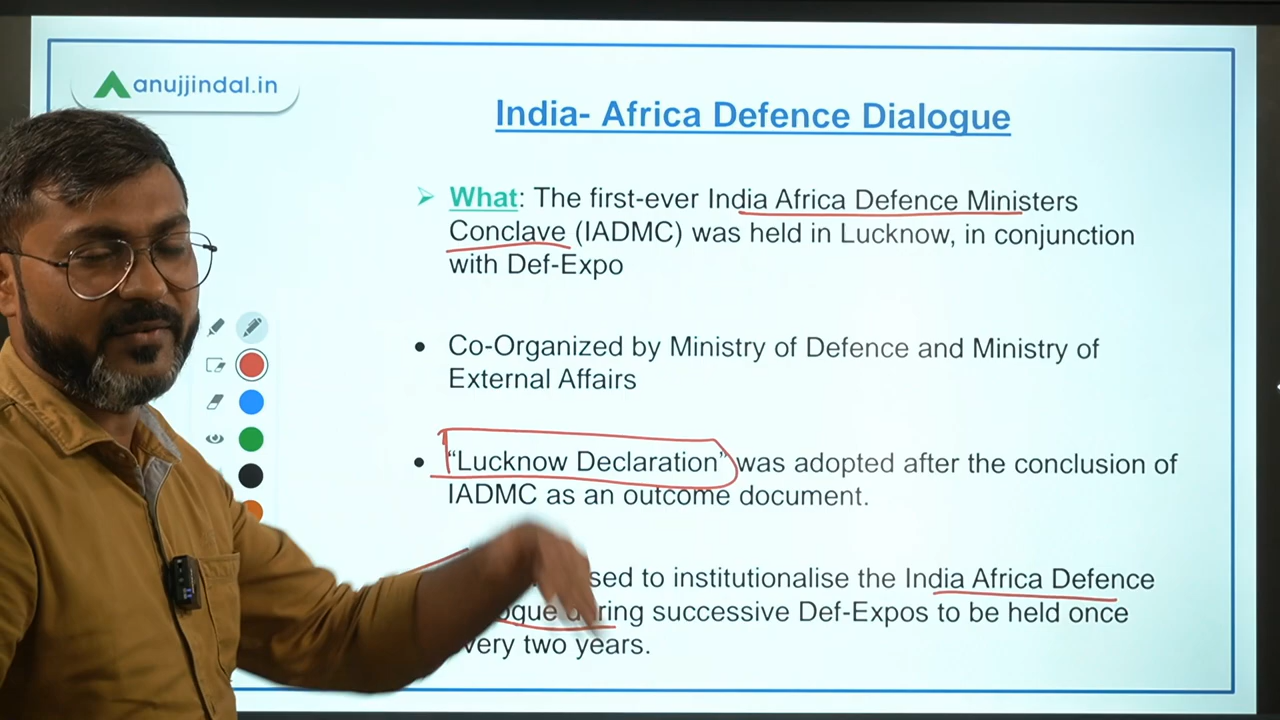 anujjindal.in
India- Africa Defence Dialogue
What: The first-ever India Africa Defence Ministers
Conclave (IADMC) was held in Lucknow, in conjunction
with Def-Expo
Co-Organized by Ministry of Defence and Ministry of
External Affairs
“Lucknow Declaration” was adopted after the conclusion of
IADMC as an outcome document.
to institutionalise the India Africa Defence
successive Def-Expos to be held once
two years.